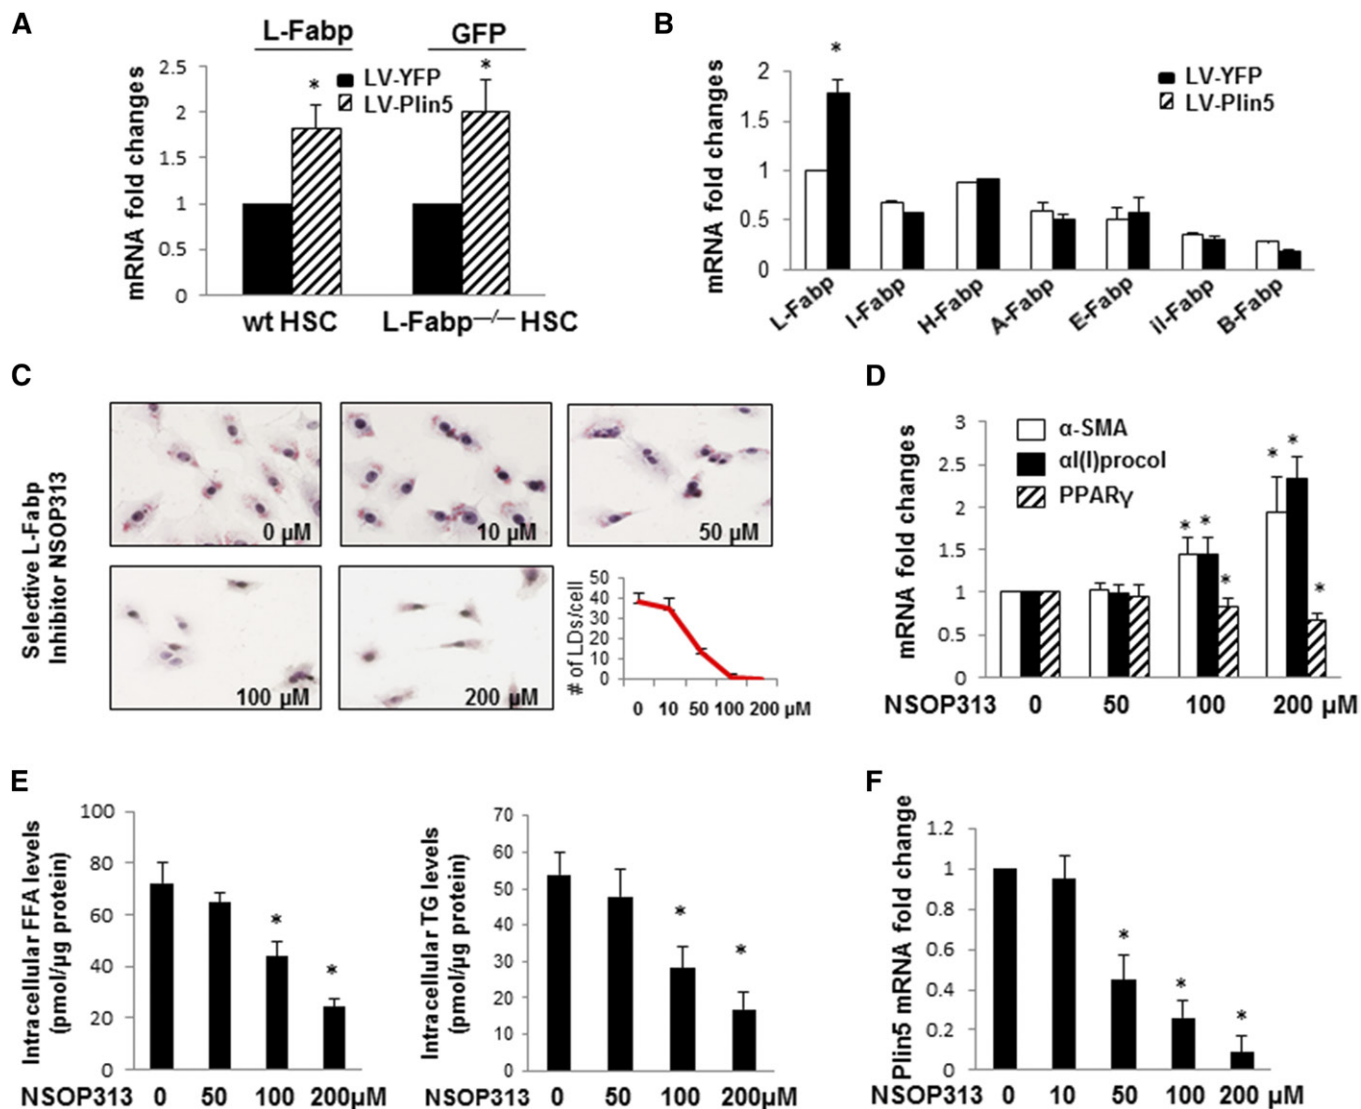 A
L-Fabp
GFP
mRNA fold changes
2.5
2
1.5
1
0.5
0
*
*
LV-YFP
LV-Plin5
wt HSC
L-Fabp—/—HSC
B
mRNA fold changes
2
1.5
1
0.5
0
*
LV-YFP
LV-Plin5
L-Fabp
I-Fabp
H-Fabp
A-Fabp
E-Fabp
il-Fabp
B-Fabp
C
Selective L-Fabp
Inhibitor NSOP313
0 µM
10 µM
50 µM
100 µM
200 µM
# of LDs/cell
50
40
30
20
10
0
0 10 50 100 200 µM
D
mRNA fold changes
3
2.5
2
1.5
1
0.5
0
α-SMA
αI(I)procol
PPARγ
* * *
* * *
NSOP313 0 50 100 200 µM
E
Intracellular FFA levels
(pmol/µg protein)
100
80
60
40
20
0
*
*
NSOP313 0 50 100 200µM
Intracellular TG levels
(pmol/µg protein)
70
60
50
40
30
20
10
0
*
*
NSOP313 0 50 100 200µM
F
Plin5 mRNA fold change
1.2
1
0.8
0.6
0.4
0.2
0
*
*
*
NSOP313 0 10 50 100 200 µM